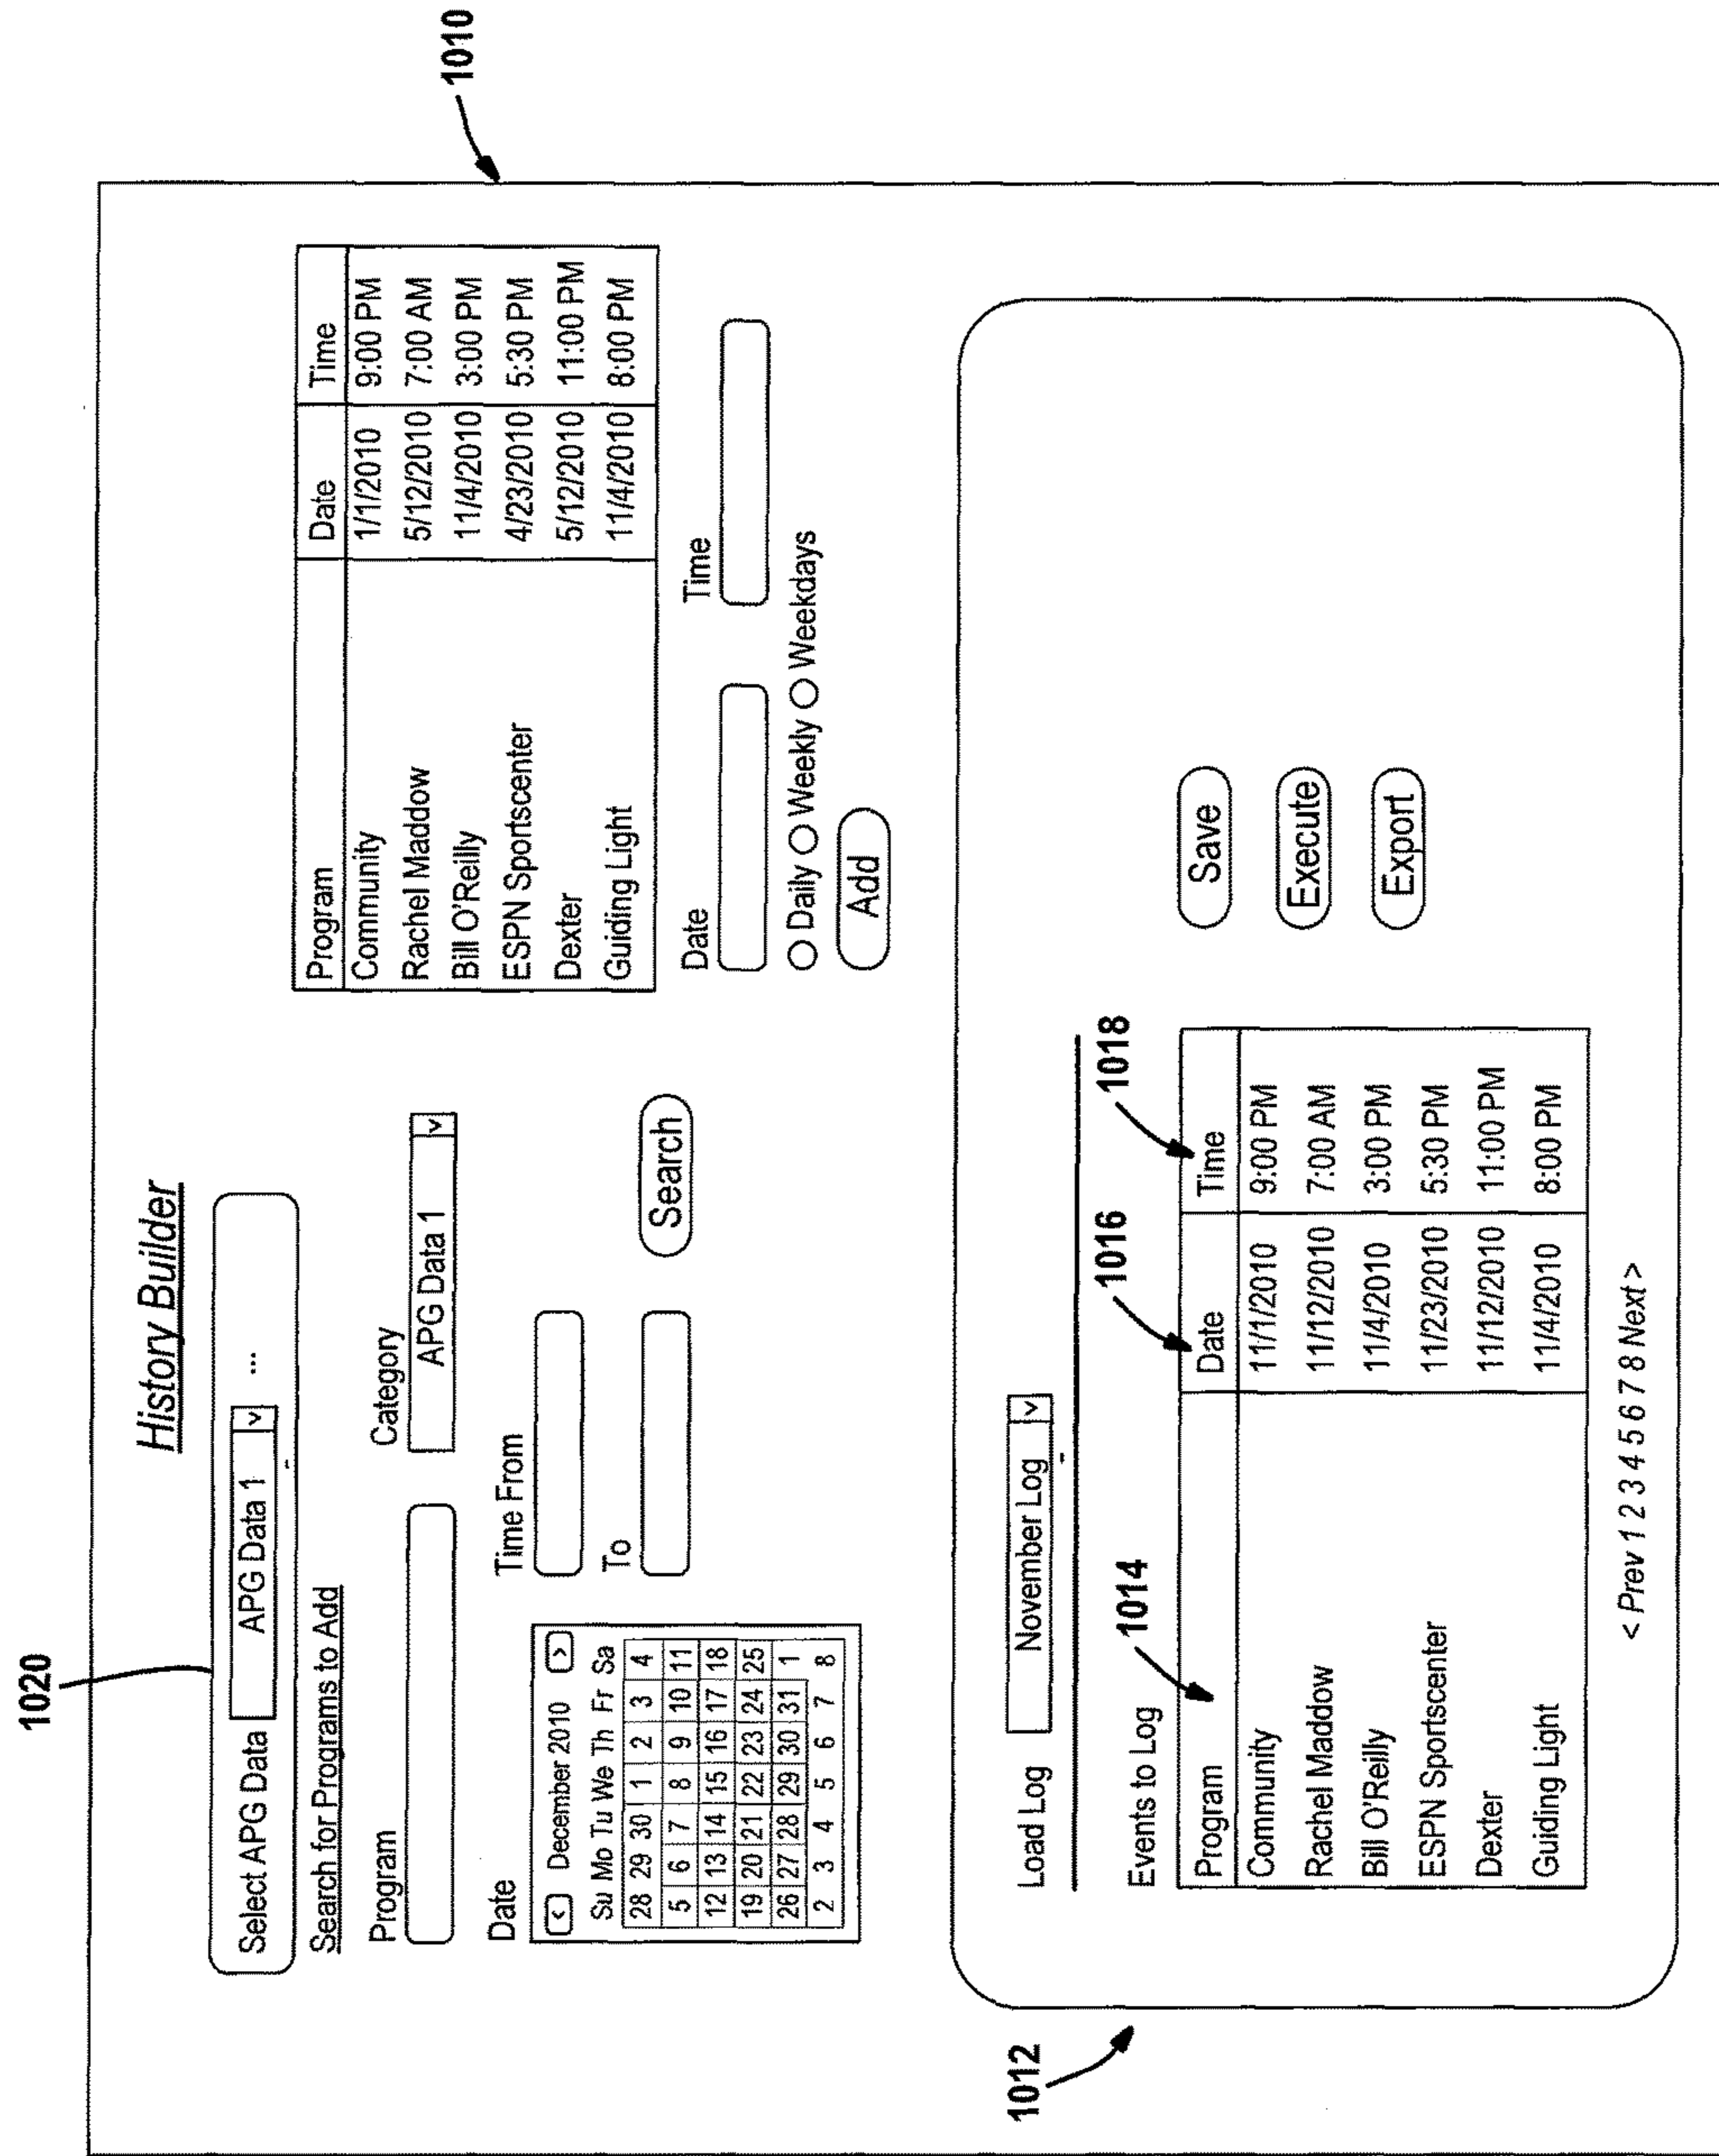 1020
1010
History Builder
Select APG Data APG Data 1 v ...
Search for Programs to Add
Program Category
APG Data 1 v
Date Time From
To
Search
< December 2010 >
Su Mo Tu We Th Fr Sa
28 29 30 1 2 3 4
5 6 7 8 9 10 11
12 13 14 15 16 17 18
19 20 21 22 23 24 25
26 27 28 29 30 31 1
2 3 4 5 6 7 8
Program Date Time
Community 1/1/2010 9:00 PM
Rachel Maddow 5/12/2010 7:00 AM
Bill O'Reilly 11/4/2010 3:00 PM
ESPN Sportscenter 4/23/2010 5:30 PM
Dexter 5/12/2010 11:00 PM
Guiding Light 11/4/2010 8:00 PM
Date Time
Daily Weekly Weekdays
Add
1012
Load Log November Log v
1014 1016 1018
Events to Log
Program Date Time
Community 11/1/2010 9:00 PM
Rachel Maddow 11/12/2010 7:00 AM
Bill O'Reilly 11/4/2010 3:00 PM
ESPN Sportscenter 11/23/2010 5:30 PM
Dexter 11/12/2010 11:00 PM
Guiding Light 11/4/2010 8:00 PM
< Prev 1 2 3 4 5 6 7 8 Next >
Save
Execute
Export